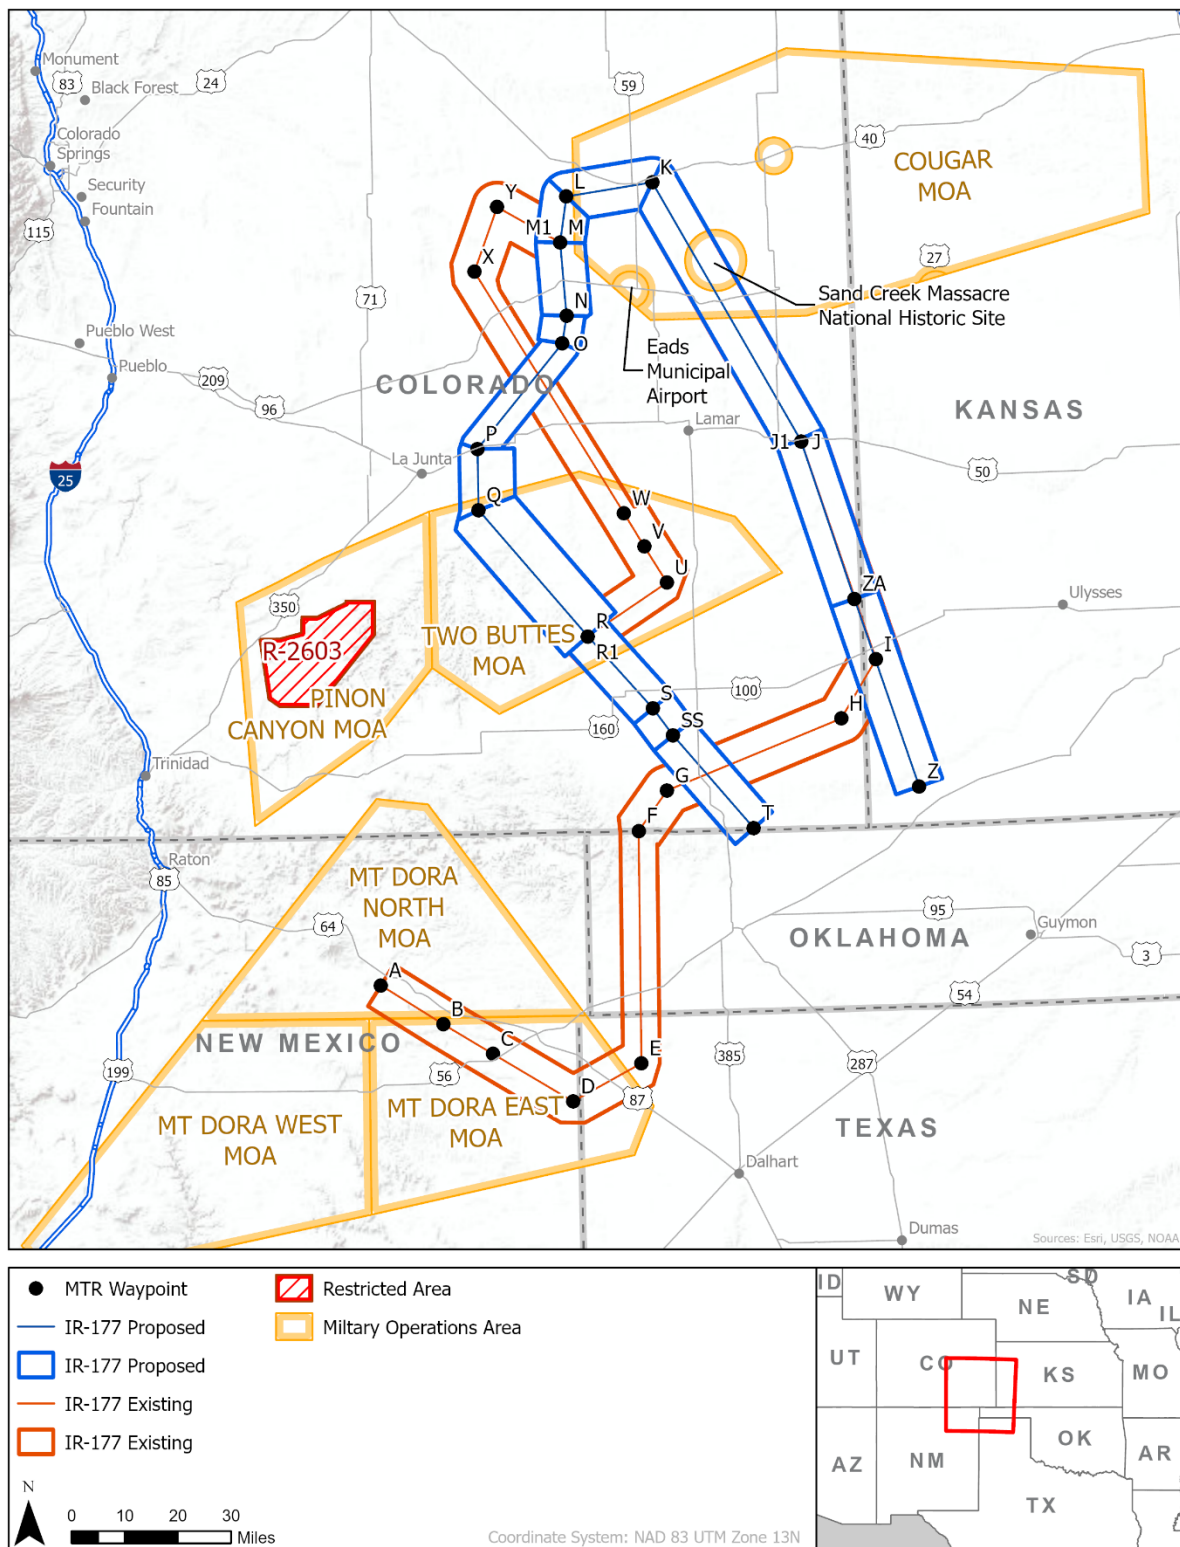 Monument
83
Black Forest
24
59
40
COUGAR
MOA
Colorado
Springs
Security
Fountain
115
Y
L
K
M1
M
X
27
71
Sand Creek Massacre
National Historic Site
N
O
Eads
Municipal
Airport
Pueblo West
Pueblo
209
96
COLORADO
KANSAS
P
Lamar
La Junta
J1
J
50
25
Q
W
V
U
350
ZA
Ulysses
R-2603
TWO BUTTES
MOA
R
R1
I
PINON
CANYON MOA
100
S
H
160
SS
Trinidad
G
Z
F
T
Raton
85
MT DORA
NORTH
MOA
64
95
Guymon
OKLAHOMA
3
A
54
B
NEW MEXICO
C
E
385
287
199
56
D
87
MT DORA WEST
MOA
MT DORA EAST
MOA
TEXAS
Dalhart
Dumas
Sources: Esri, USGS, NOAA
MTR Waypoint
IR-177 Proposed
IR-177 Proposed
IR-177 Existing
IR-177 Existing
Restricted Area
Miltary Operations Area
N
0 10 20 30
Miles
Coordinate System: NAD 83 UTM Zone 13N
ID
WY
SD
NE
IA
IL
UT
CO
KS
MO
AZ
NM
OK
AR
TX